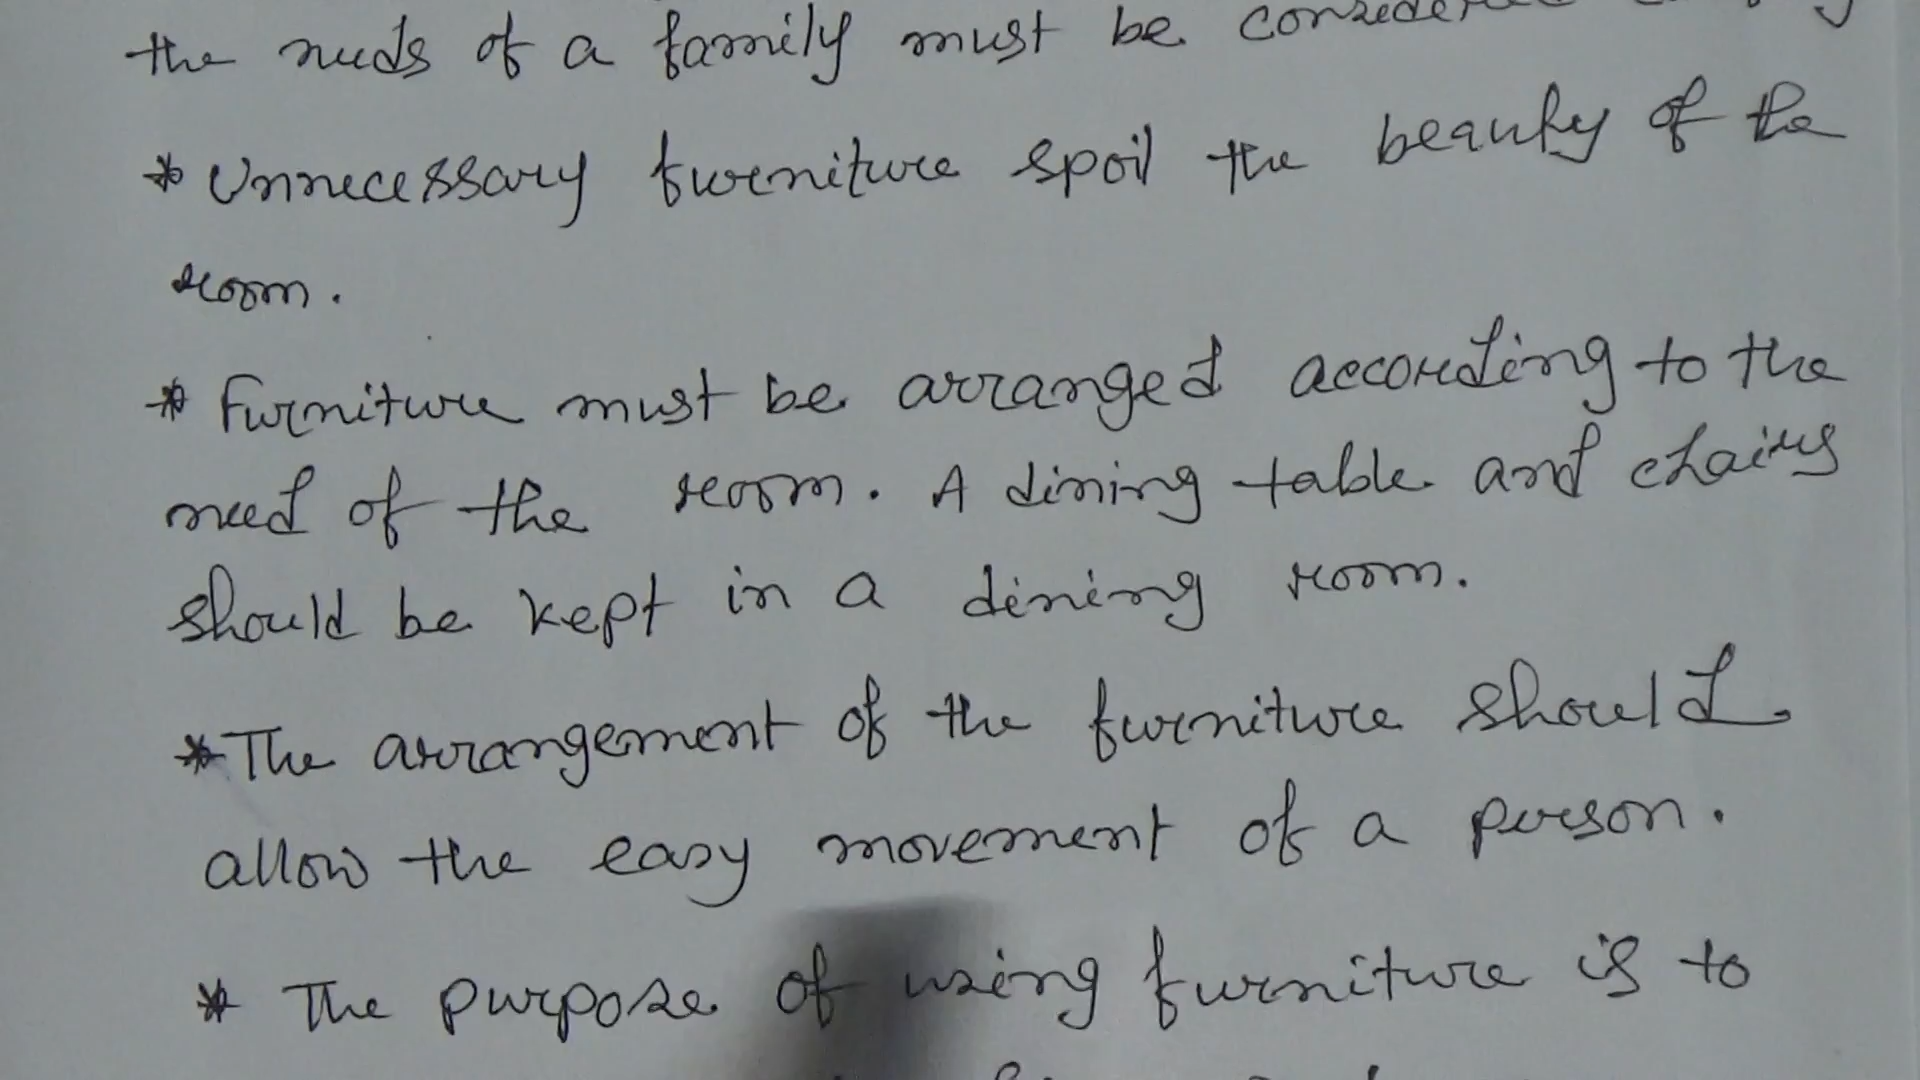 the needs of a family must be considered
* Unnecessary furniture spoil the beauty of the
room.
* Furniture must be arranged according to the
need of the room. A dining table and chairs
should be kept in a dining room.
* The arrangement of the furniture should
allow the easy movement of a person.
* The purpose of using furniture is to